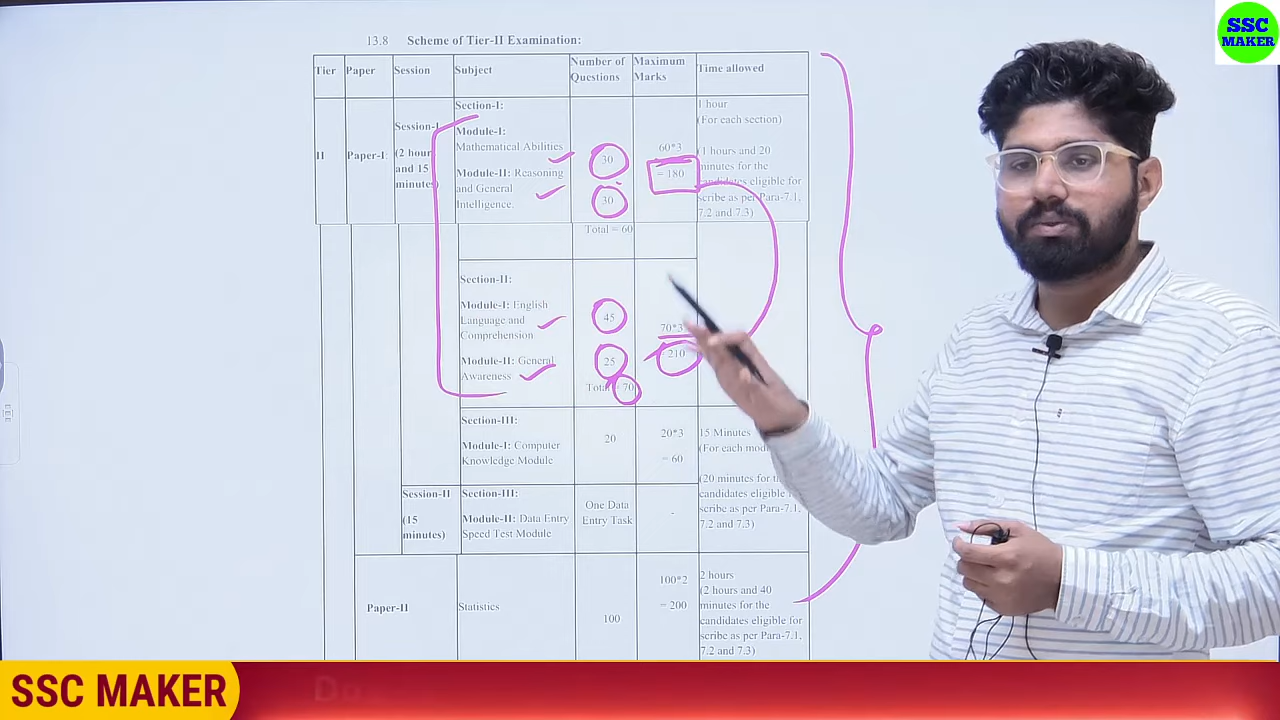 SSC
MAKER
13.8 Scheme of Tier-II Examination:
Tier Paper Session Subject Number of Questions Maximum Marks Time allowed
II Paper-I: Session-I
(2 hour
and 15
minutes
Section-I:
Module-I:
Mathematical Abilities
Module-II: Reasoning
and General
Intelligence.
30
30
Total = 60
60*3
= 180
1 hour
(For each section)
(1 hours and 20
minutes for the
candidates eligible for
scribe as per Para-7.1,
7.2 and 7.3)
Section-II:
Module-I: English
Language and
Comprehension
Module-II: General
Awareness
45
25
70
70*3
210
Section-III:
Module-I: Computer
Knowledge Module
20
20*3
= 60
15 Minutes
(For each
(20 minutes for
candidates eligible
scribe as per Para-7.1,
7.2 and 7.3)
Session-II
(15
minutes)
Section-III:
Module-II: Data Entry
Speed Test Module
One Data
Entry Task
-
Paper-II
Statistics
100
100*2
= 200
2 hours
(2 hours and 40
minutes for the
candidates eligible for
scribe as per Para-7.1,
7.2 and 7.3)
SSC MAKER